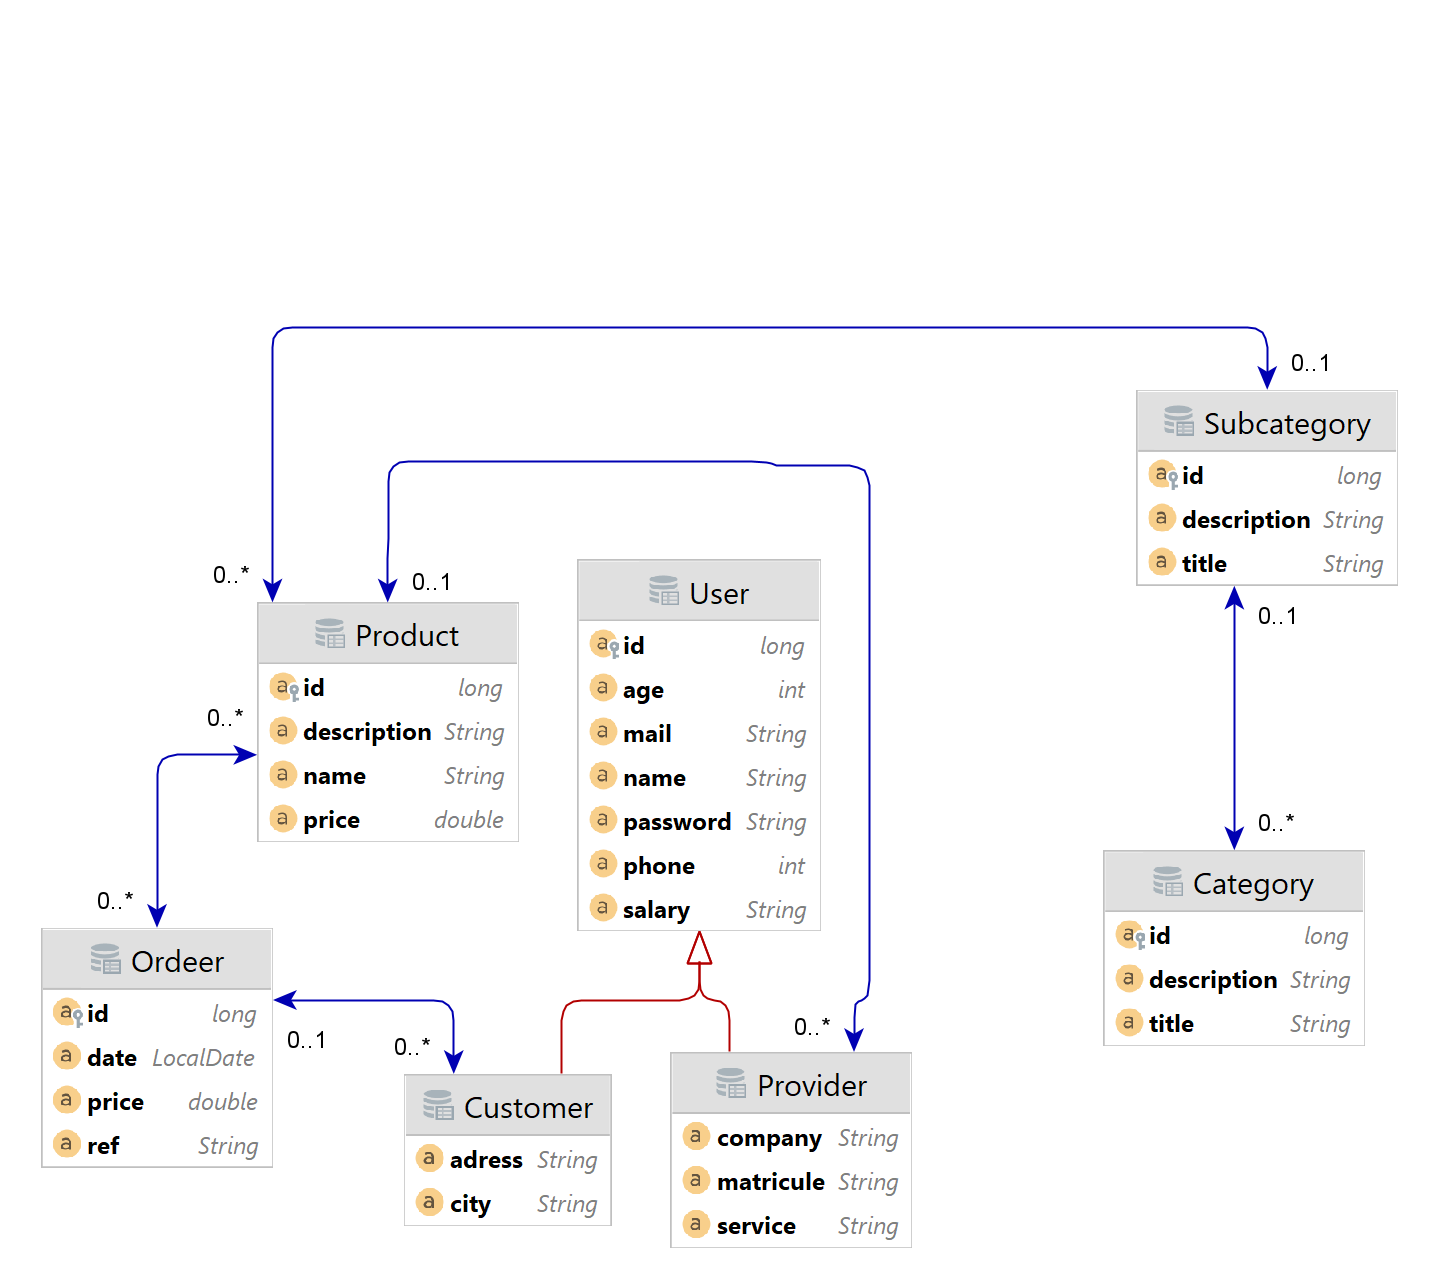 0..1
Subcategory
id long
description String
title String
0..1
0..*
Category
id long
description String
title String
0..*
0..1
Product
id long
description String
name String
price double
0..*
0..*
User
id long
age int
mail String
name String
password String
phone int
salary String
Ordeer
id long
date LocalDate
price double
ref String
0..1
0..*
Customer
adress String
city String
0..*
Provider
company String
matricule String
service String